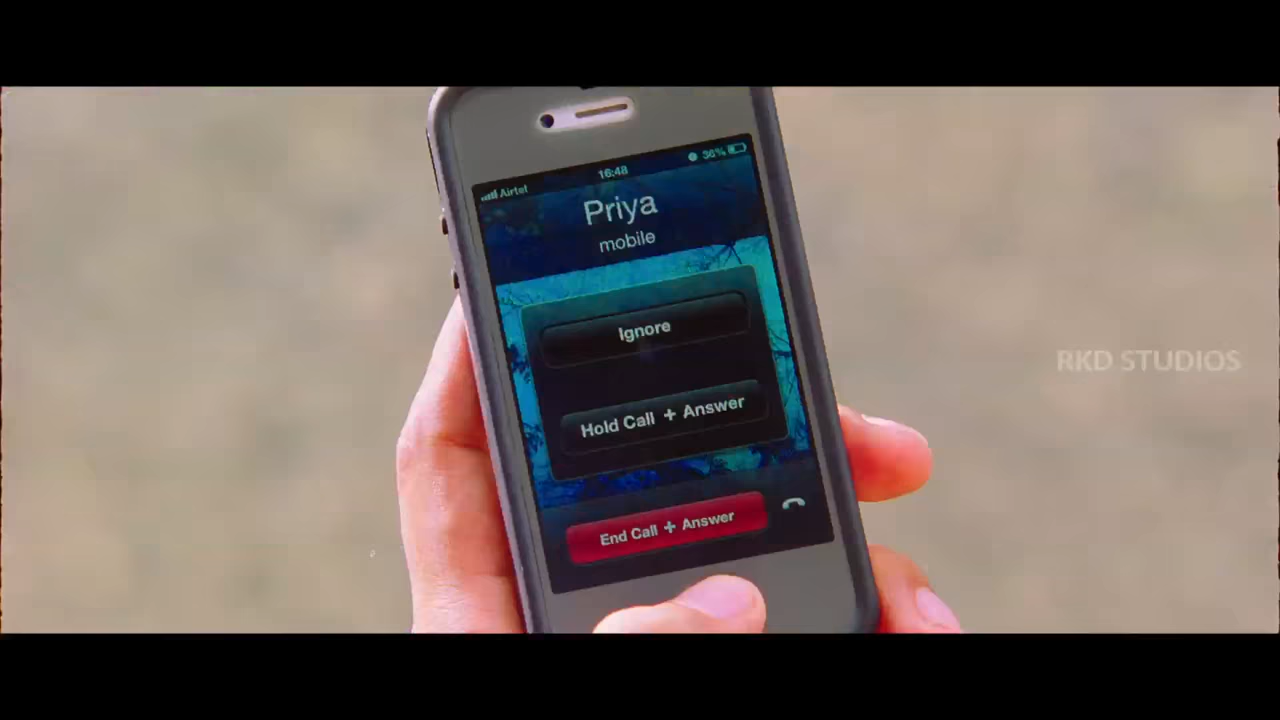 Airtel
16:48
36%
Priya
mobile
Ignore
Hold Call + Answer
End Call + Answer
RKD STUDIOS